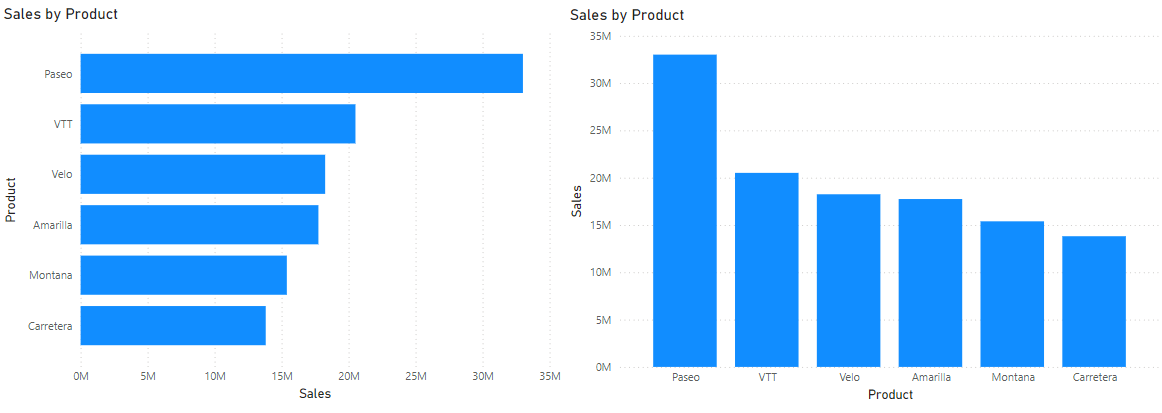 Sales by Product
Product
Paseo
VTT
Velo
Amarilla
Montana
Carretera
0M 5M 10M 15M 20M 25M 30M 35M
Sales
Sales by Product
Sales
35M
30M
25M
20M
15M
10M
5M
0M
Paseo VTT Velo Amarilla Montana Carretera
Product